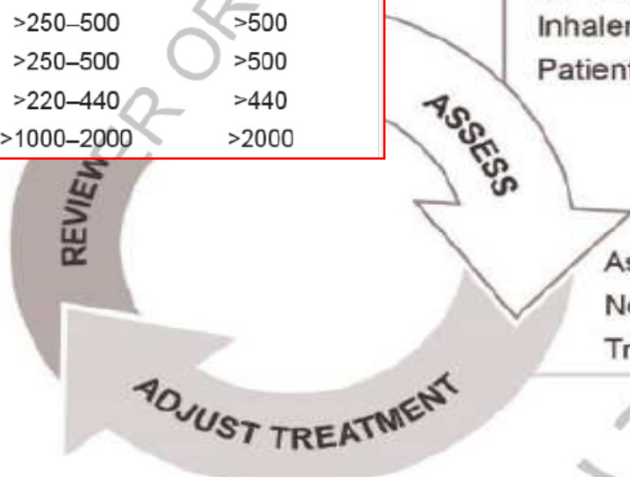 >250–500 >500
>250–500 >500
>220–440 >440
>1000–2000 >2000
Inhaler
Patient
ASSESS
REVIEW
ADJUST TREATMENT